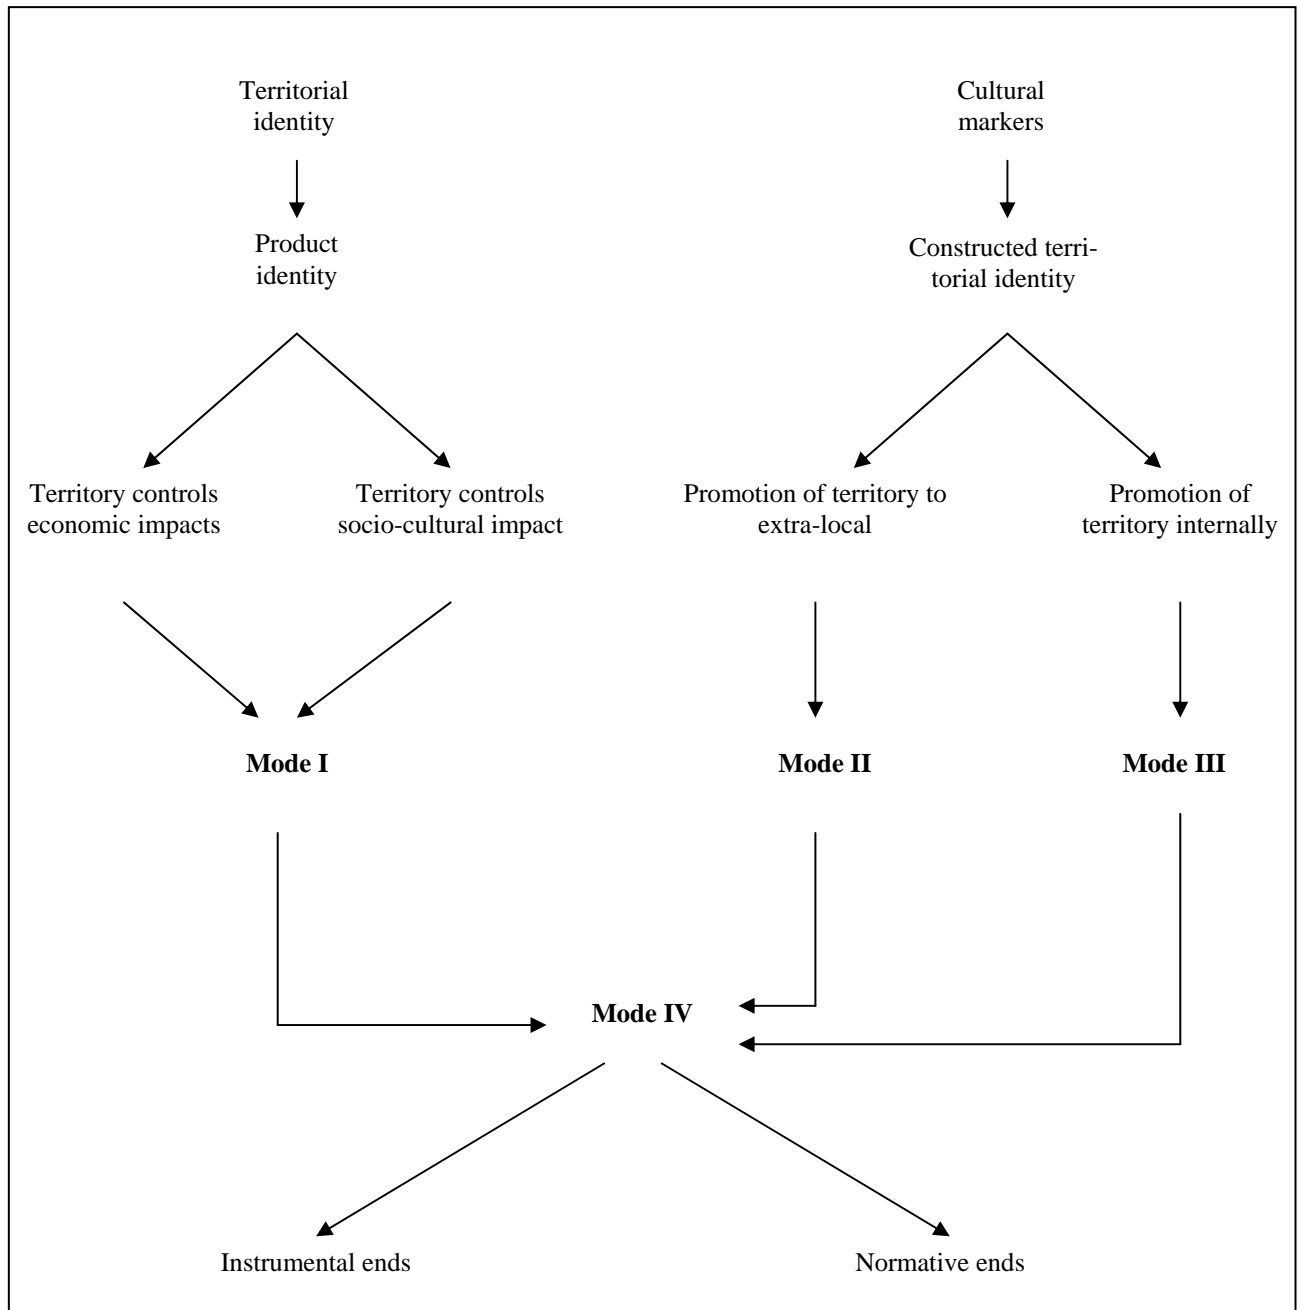 Territorial
identity
Cultural
markers
Product
identity
Constructed terri-
torial identity
Territory controls
economic impacts
Territory controls
socio-cultural impact
Promotion of territory to
extra-local
Promotion of
territory internally
Mode I
Mode II
Mode III
Mode IV
Instrumental ends
Normative ends